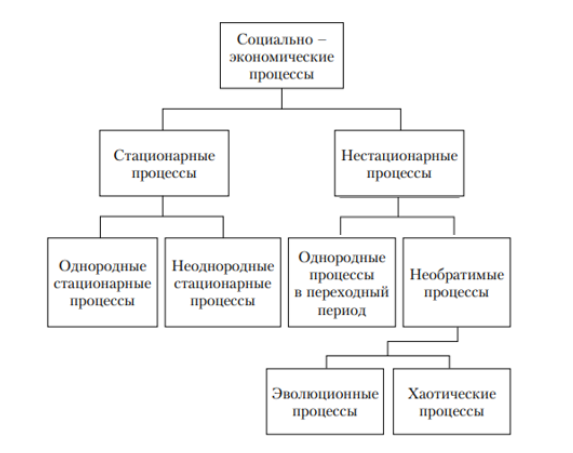 Социально –
экономические
процессы
Стационарные
процессы
Нестационарные
процессы
Однородные
стационарные
процессы
Неоднородные
стационарные
процессы
Однородные
процессы
в переходный
период
Необратимые
процессы
Эволюционные
процессы
Хаотические
процессы